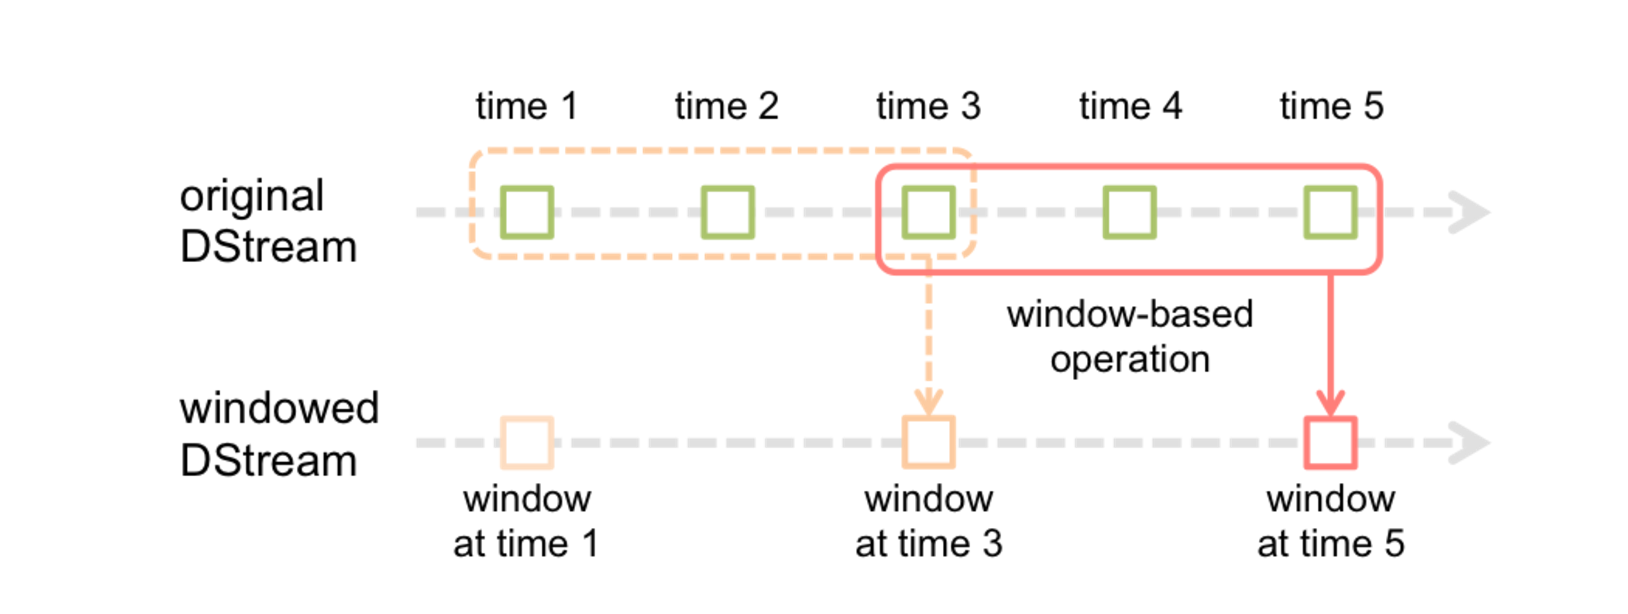 time 1
time 2
time 3
time 4
time 5
original
DStream
window-based
operation
windowed
DStream
window
at time 1
window
at time 3
window
at time 5